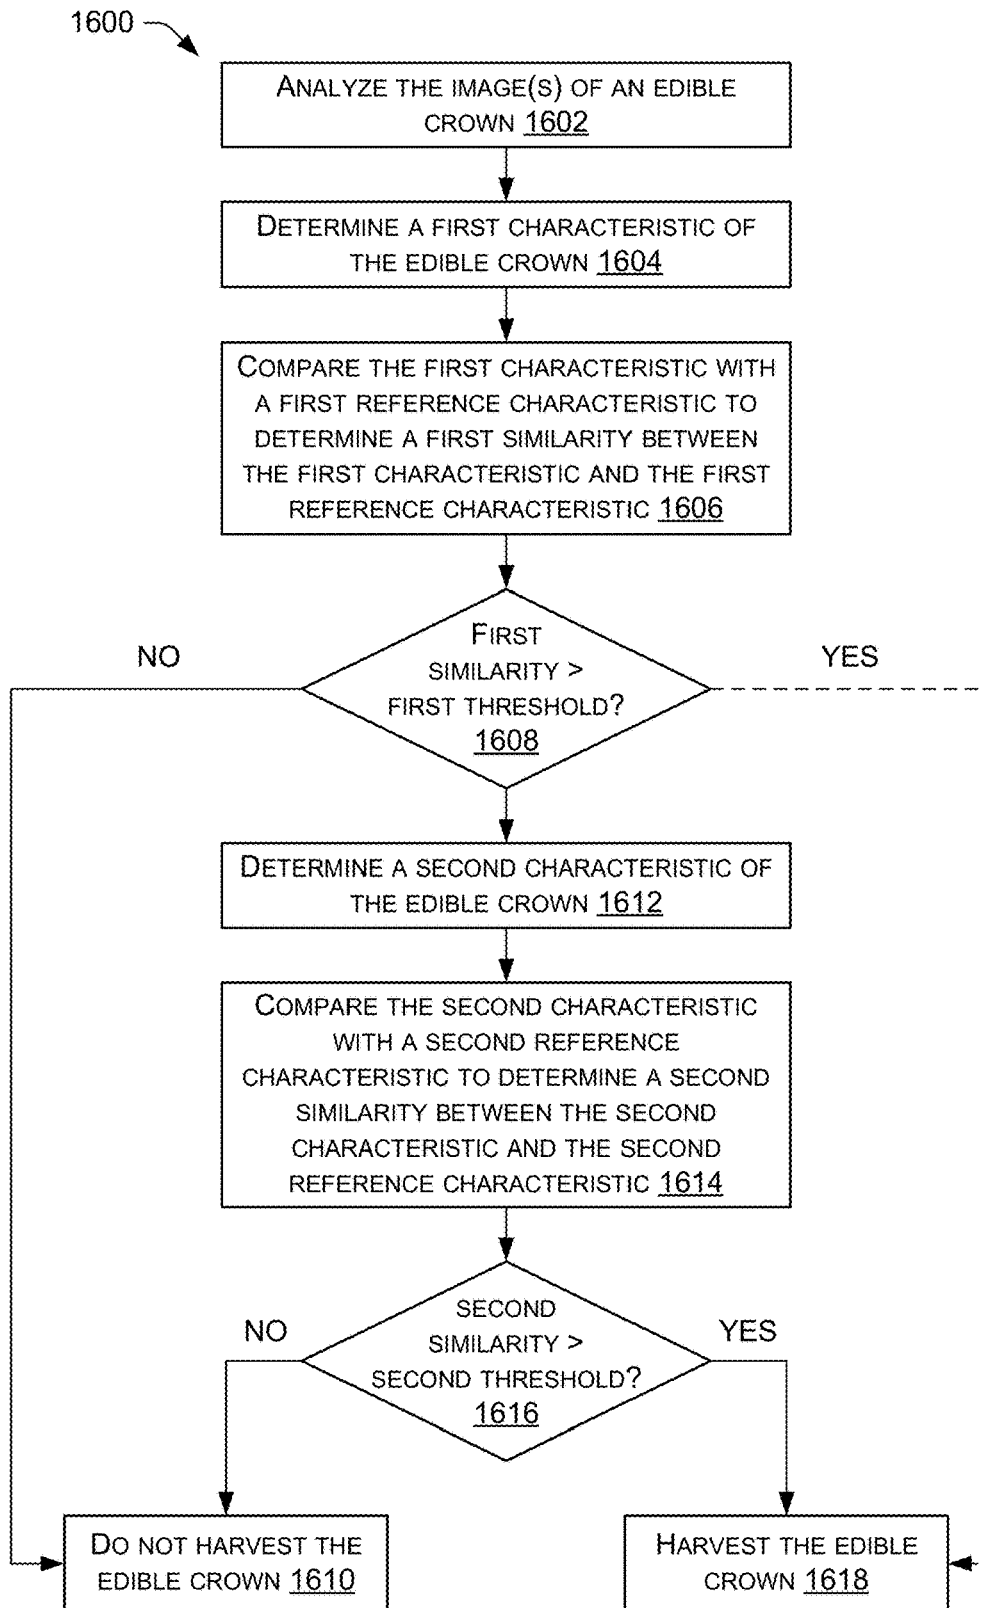 1600
ANALYZE THE IMAGE(S) OF AN EDIBLE
CROWN 1602
DETERMINE A FIRST CHARACTERISTIC OF
THE EDIBLE CROWN 1604
COMPARE THE FIRST CHARACTERISTIC WITH
A FIRST REFERENCE CHARACTERISTIC TO
DETERMINE A FIRST SIMILARITY BETWEEN
THE FIRST CHARACTERISTIC AND THE FIRST
REFERENCE CHARACTERISTIC 1606
NO
FIRST
SIMILARITY >
FIRST THRESHOLD?
1608
YES
DETERMINE A SECOND CHARACTERISTIC OF
THE EDIBLE CROWN 1612
COMPARE THE SECOND CHARACTERISTIC
WITH A SECOND REFERENCE
CHARACTERISTIC TO DETERMINE A SECOND
SIMILARITY BETWEEN THE SECOND
CHARACTERISTIC AND THE SECOND
REFERENCE CHARACTERISTIC 1614
NO
SECOND
SIMILARITY >
SECOND THRESHOLD?
1616
YES
DO NOT HARVEST THE
EDIBLE CROWN 1610
HARVEST THE EDIBLE
CROWN 1618